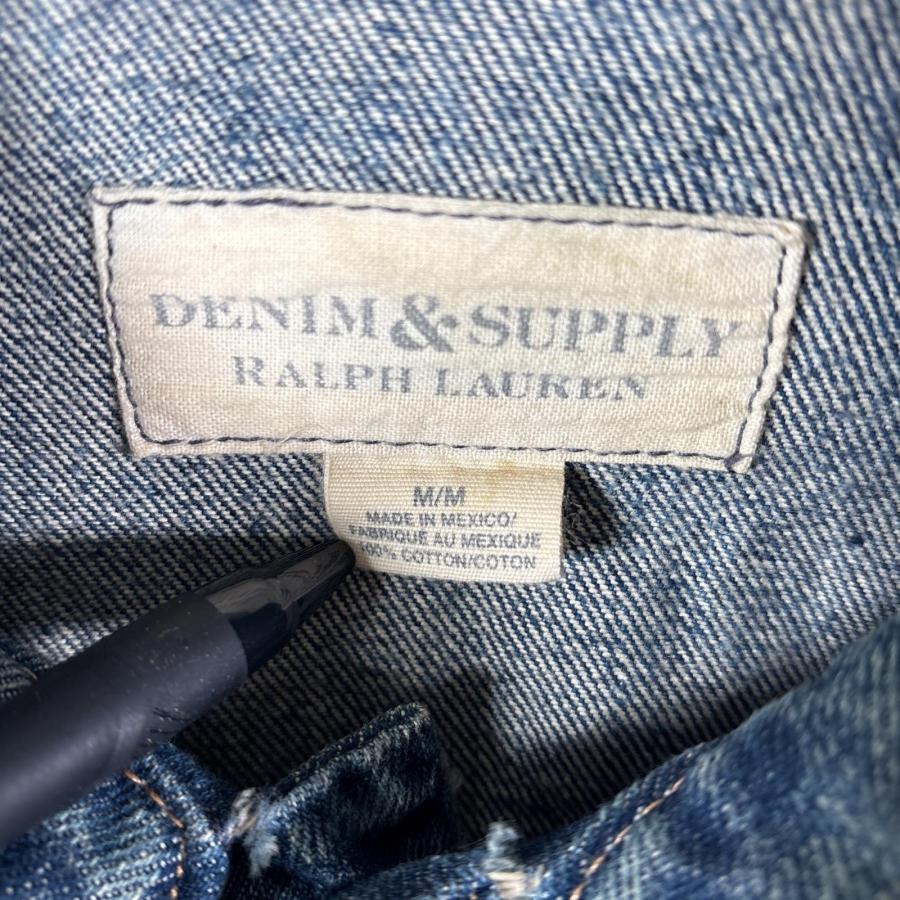 DENIM & SUPPLY
RALPH LAUREN
M/M
MADE IN MEXICO/
FABRIQUE AU MEXIQUE
100% COTTON/COTON